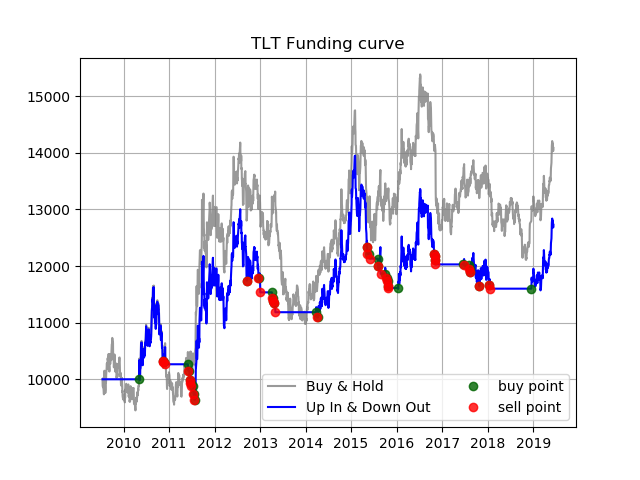 TLT Funding curve
15000
14000
13000
12000
11000
10000
Buy & Hold
Up In & Down Out
buy point
sell point
2010 2011 2012 2013 2014 2015 2016 2017 2018 2019